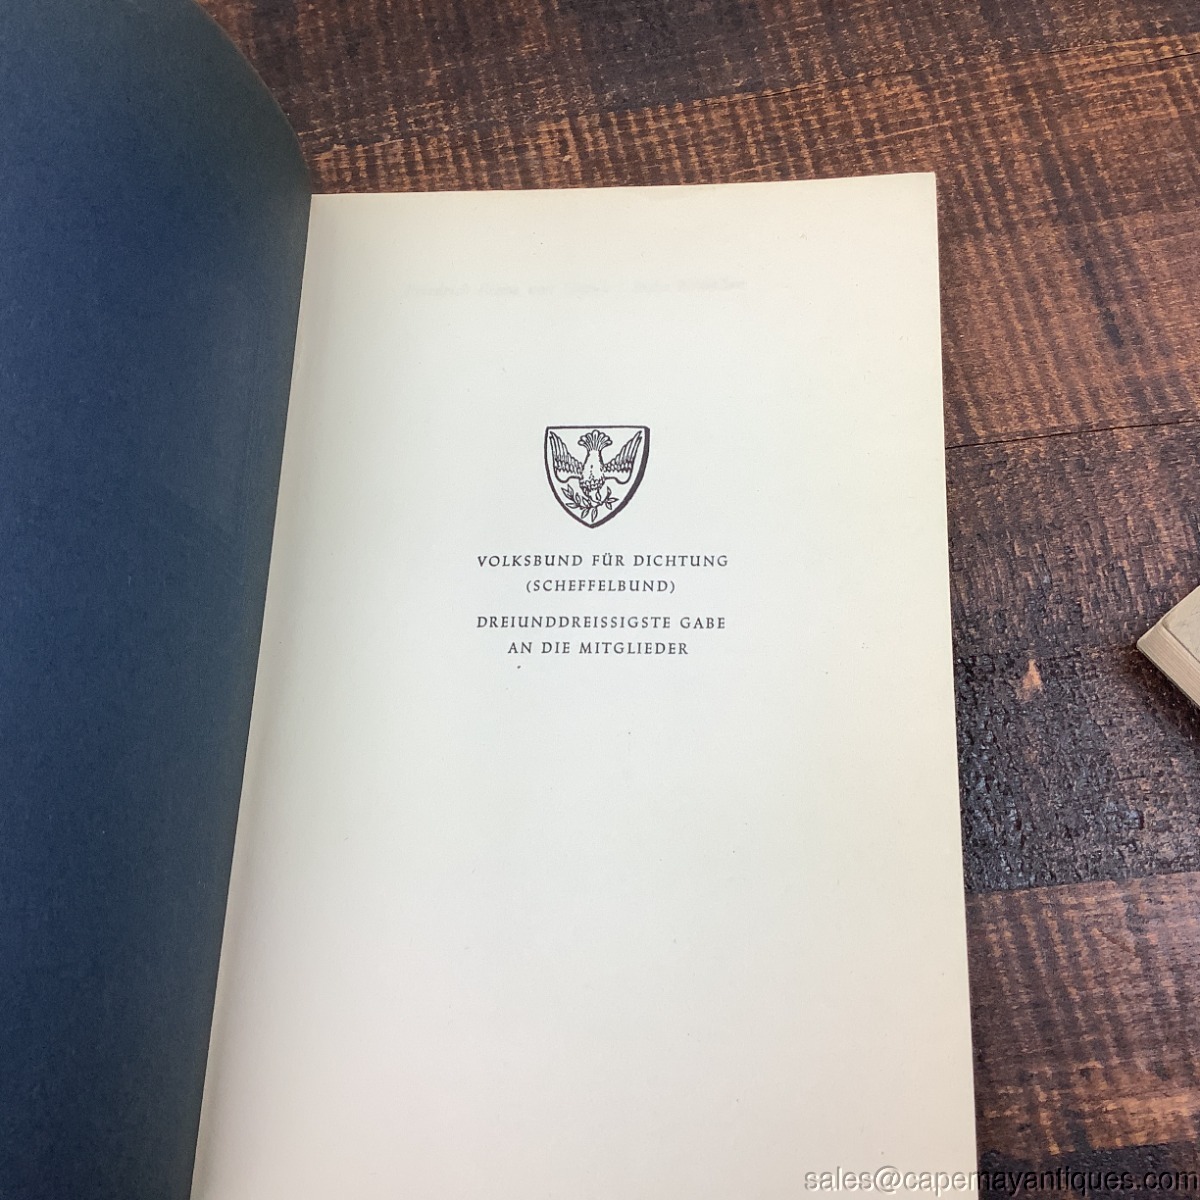 VOLKSBUND FÜR DICHTUNG
(SCHEFFELBUND)
DREIUNDDREISSIGSTE GABE
AN DIE MITGLIEDER
sales@capemayantiques.com